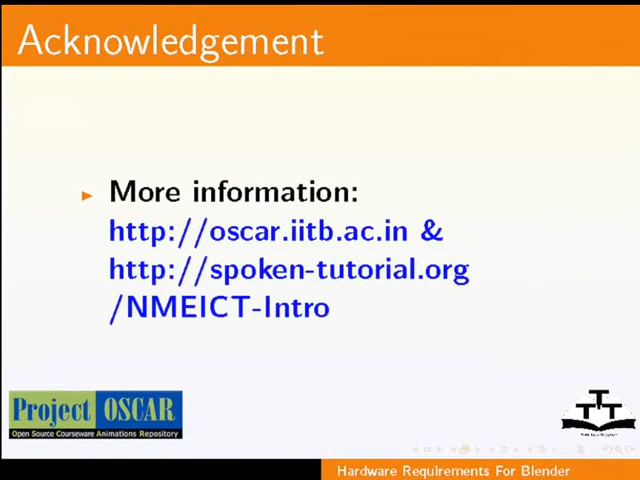 Acknowledgement
More information:
http://oscar.iitb.ac.in &
http://spoken-tutorial.org
/NMEICT-Intro
Project OSCAR
Open Source Courseware Animations Repository
Hardware Requirements For Blender